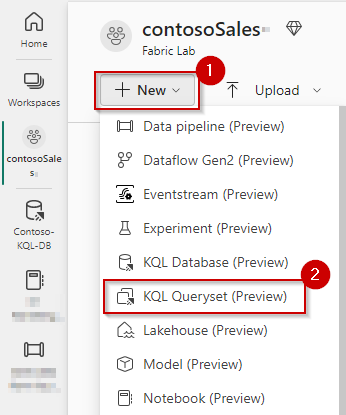 Home
Workspaces
contosoSale
s
Contoso-
KQL-DB
contosoSales
Fabric Lab
1
New
Upload
Data pipeline (Preview)
Dataflow Gen2 (Preview)
Eventstream (Preview)
Experiment (Preview)
KQL Database (Preview)
2
KQL Queryset (Preview)
Lakehouse (Preview)
Model (Preview)
Notebook (Preview)